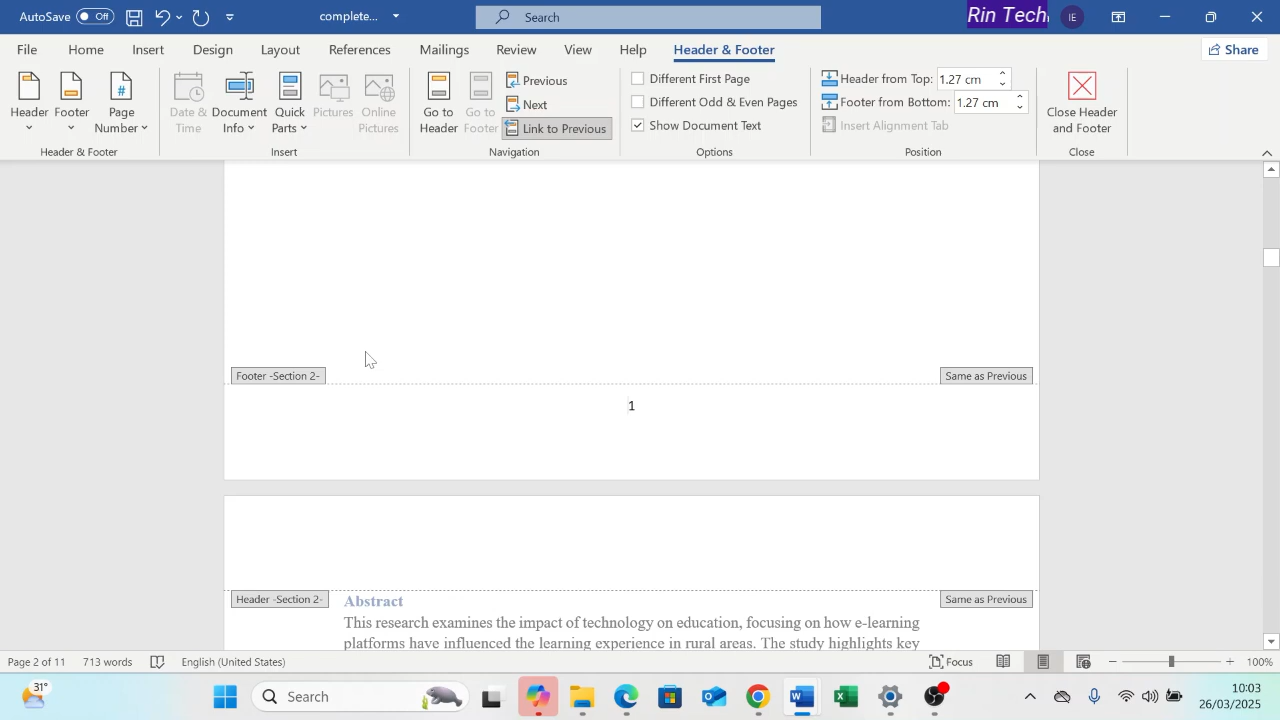 AutoSave Off complete... Search Rin Tech IE
File Home Insert Design Layout References Mailings Review View Help Header & Footer Share
Header Footer Page Number
Date & Time Document Info Quick Parts Pictures Online Pictures
Go to Header Go to Footer
Previous
Next
Link to Previous
Different First Page
Different Odd & Even Pages
Show Document Text
Header from Top: 1.27 cm
Footer from Bottom: 1.27 cm
Insert Alignment Tab
Close Header and Footer
Header & Footer Insert Navigation Options Position Close
Footer -Section 2- Same as Previous
1
Header -Section 2- Same as Previous
Abstract
This research examines the impact of technology on education, focusing on how e-learning
platforms have influenced the learning experience in rural areas. The study highlights key
Page 2 of 11 713 words English (United States) Focus 100%
31° Search 10:03
26/03/2025